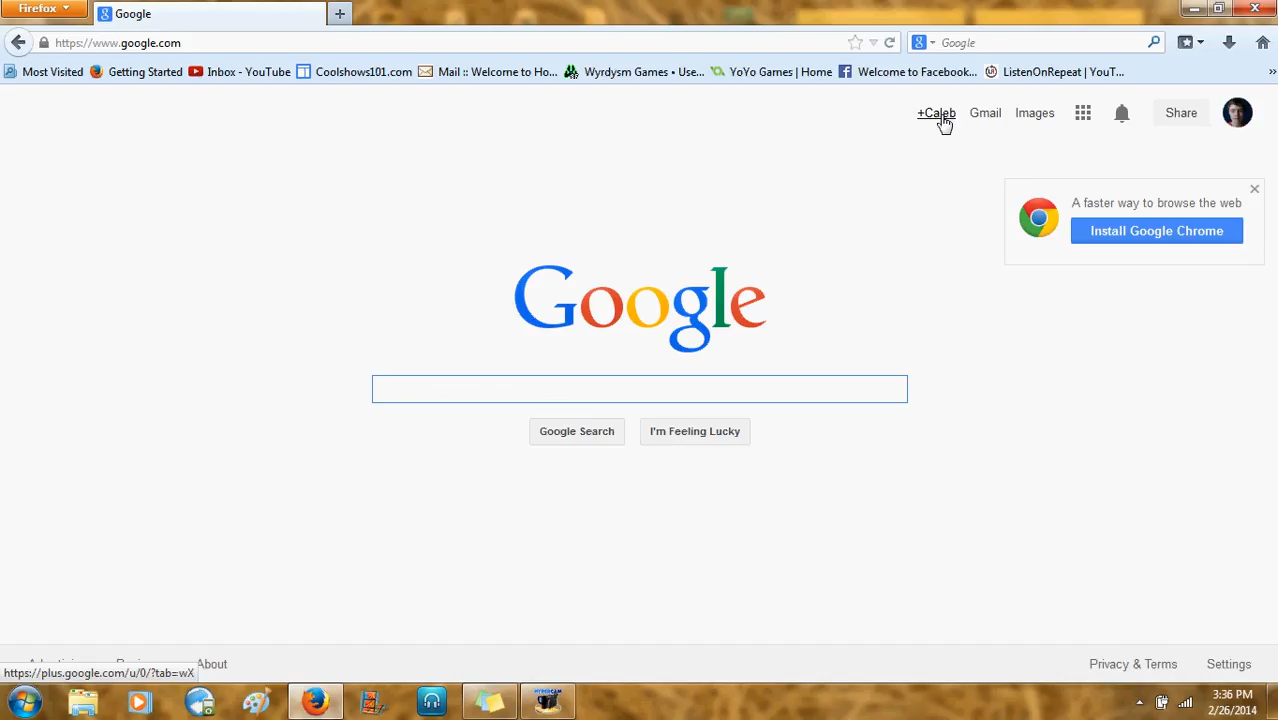 Firefox
Google
https://www.google.com
Google
Most Visited
Getting Started
Inbox - YouTube
Coolshows101.com
Mail :: Welcome to Ho...
Wyrdysm Games • Use...
YoYo Games | Home
Welcome to Facebook...
ListenOnRepeat | YouT...
»
+Caleb
Gmail
Images
Share
A faster way to browse the web
Install Google Chrome
Google
Google Search
I'm Feeling Lucky
About
Privacy & Terms
Settings
https://plus.google.com/u/0/?tab=wX
HYPERCAM
3:36 PM
2/26/2014